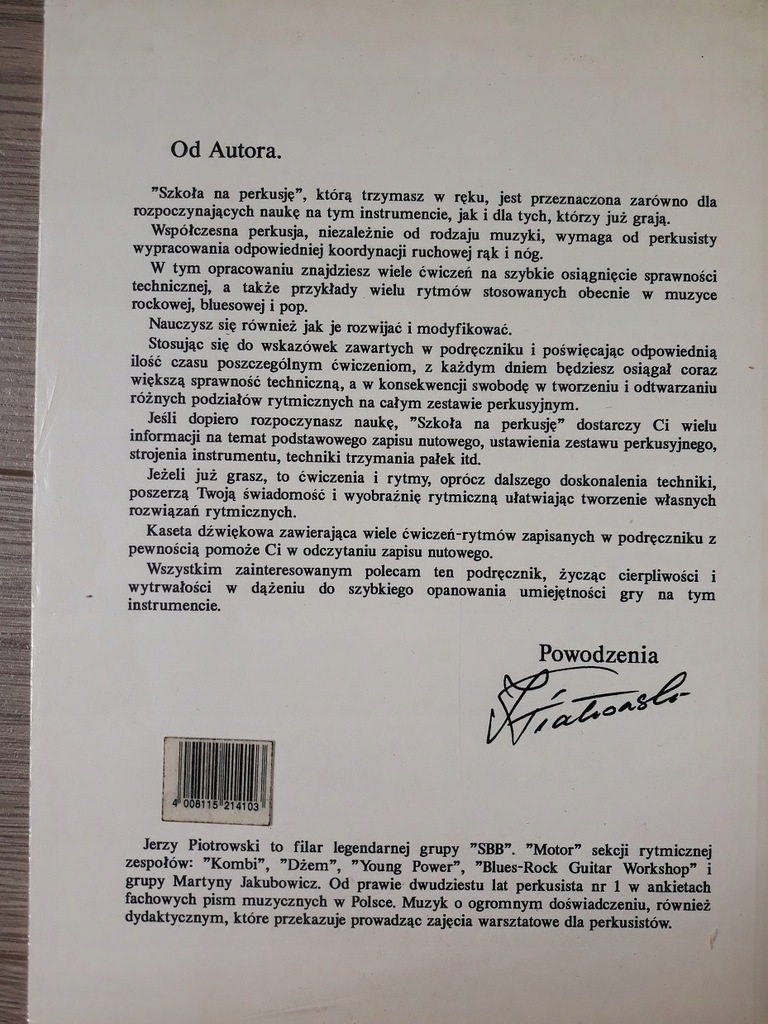 Od Autora.
"Szkoła na perkusję", którą trzymasz w ręku, jest przeznaczona zarówno dla
rozpoczynających naukę na tym instrumencie, jak i dla tych, którzy już grają.
Współczesna perkusja, niezależnie od rodzaju muzyki, wymaga od perkusisty
wypracowania odpowiedniej koordynacji ruchowej rąk i nóg.
W tym opracowaniu znajdziesz wiele ćwiczeń na szybkie osiągnięcie sprawności
technicznej, a także przykłady wielu rytmów stosowanych obecnie w muzyce
rockowej, bluesowej i pop.
Nauczysz się również jak je rozwijać i modyfikować.
Stosując się do wskazówek zawartych w podręczniku i poświęcając odpowiednią
ilość czasu poszczególnym ćwiczeniom, z każdym dniem będziesz osiągał coraz
większą sprawność techniczną, a w konsekwencji swobodę w tworzeniu i odtwarzaniu
różnych podziałów rytmicznych na całym zestawie perkusyjnym.
Jeśli dopiero rozpoczynasz naukę, "Szkoła na perkusję" dostarczy Ci wielu
informacji na temat podstawowego zapisu nutowego, ustawienia zestawu perkusyjnego,
strojenia instrumentu, techniki trzymania pałek itd.
Jeżeli już grasz, to ćwiczenia i rytmy, oprócz dalszego doskonalenia techniki,
poszerzą Twoją świadomość i wyobraźnię rytmiczną ułatwiając tworzenie własnych
rozwiązań rytmicznych.
Kaseta dźwiękowa zawierająca wiele ćwiczeń-rytmów zapisanych w podręczniku z
pewnością pomoże Ci w odczytaniu zapisu nutowego.
Wszystkim zainteresowanym polecam ten podręcznik, życząc cierpliwości i
wytrwałości w dążeniu do szybkiego opanowania umiejętności gry na tym
instrumencie.
Powodzenia
Piotrowski
4 008115 214103
Jerzy Piotrowski to filar legendarnej grupy "SBB". "Motor" sekcji rytmicznej
zespołów: "Kombi", "Dżem", "Young Power", "Blues-Rock Guitar Workshop" i
grupy Martyny Jakubowicz. Od prawie dwudziestu lat perkusista nr 1 w ankietach
fachowych pism muzycznych w Polsce. Muzyk o ogromnym doświadczeniu, również
dydaktycznym, które przekazuje prowadząc zajęcia warsztatowe dla perkusistów.